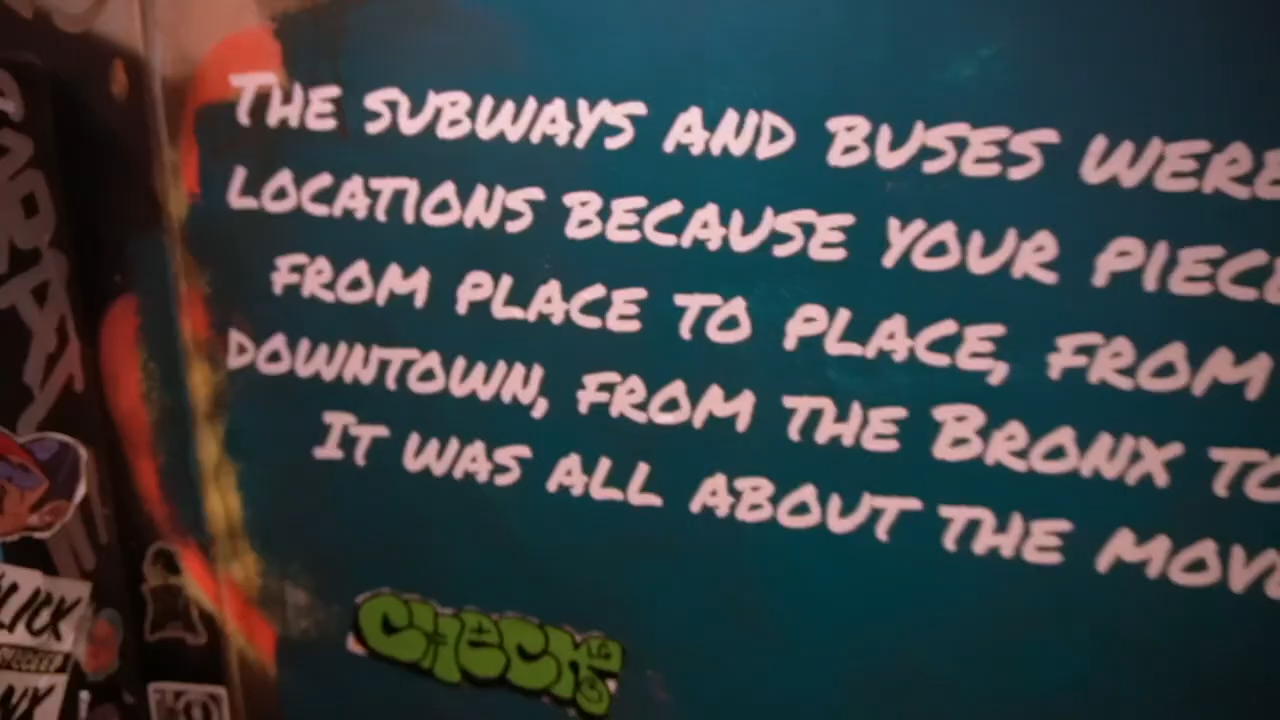 THE SUBWAYS AND BUSES WERE
LOCATIONS BECAUSE YOUR PIECE
FROM PLACE TO PLACE, FROM
DOWNTOWN, FROM THE BRONX TO
IT WAS ALL ABOUT THE MOVE
CHECK